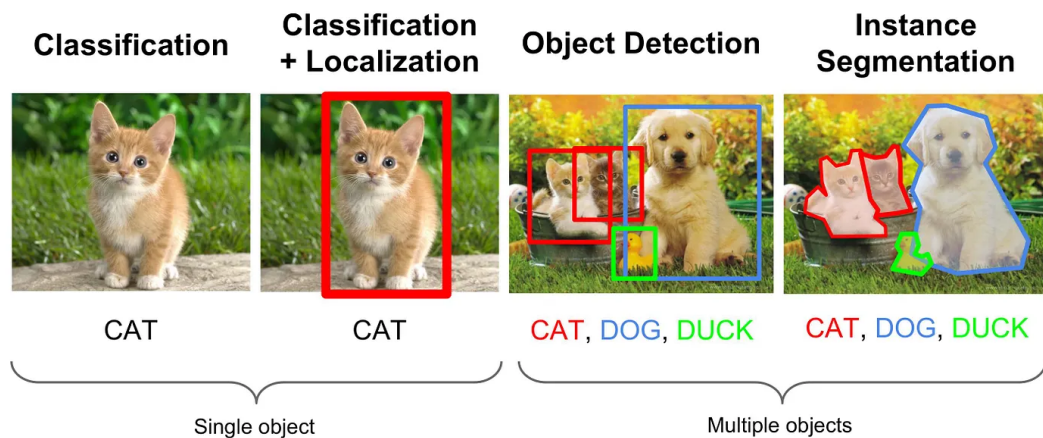 Classification
Classification
+ Localization
Object Detection
Instance
Segmentation
CAT
CAT
CAT, DOG, DUCK
CAT, DOG, DUCK
Single object
Multiple objects